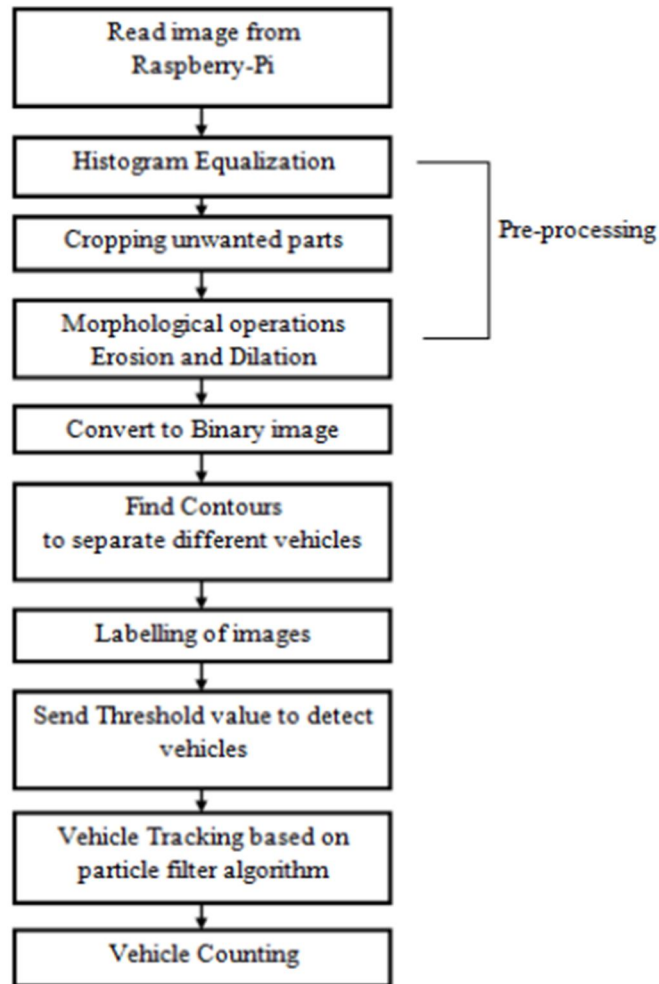 Read image from
Raspberry-Pi
Histogram Equalization
Cropping unwanted parts
Pre-processing
Morphological operations
Erosion and Dilation
Convert to Binary image
Find Contours
to separate different vehicles
Labelling of images
Send Threshold value to detect
vehicles
Vehicle Tracking based on
particle filter algorithm
Vehicle Counting